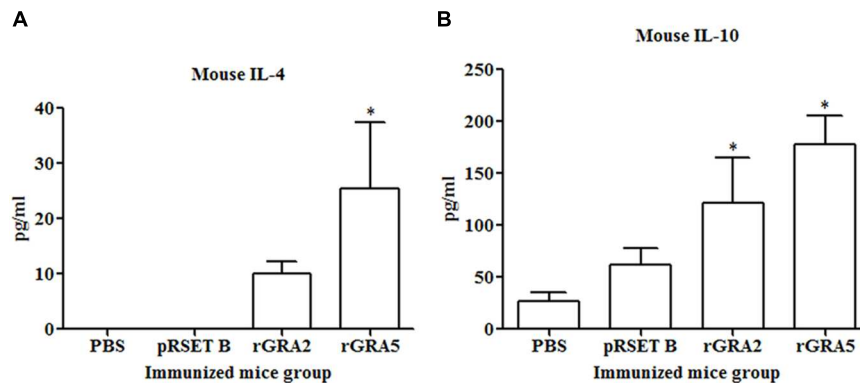 A
Mouse IL-4
40
30
20
10
0
pg/ml
*
PBS pRSET B rGRA2 rGRA5
Immunized mice group
B
Mouse IL-10
250
200
150
100
50
0
pg/ml
*
*
PBS pRSET B rGRA2 rGRA5
Immunized mice group